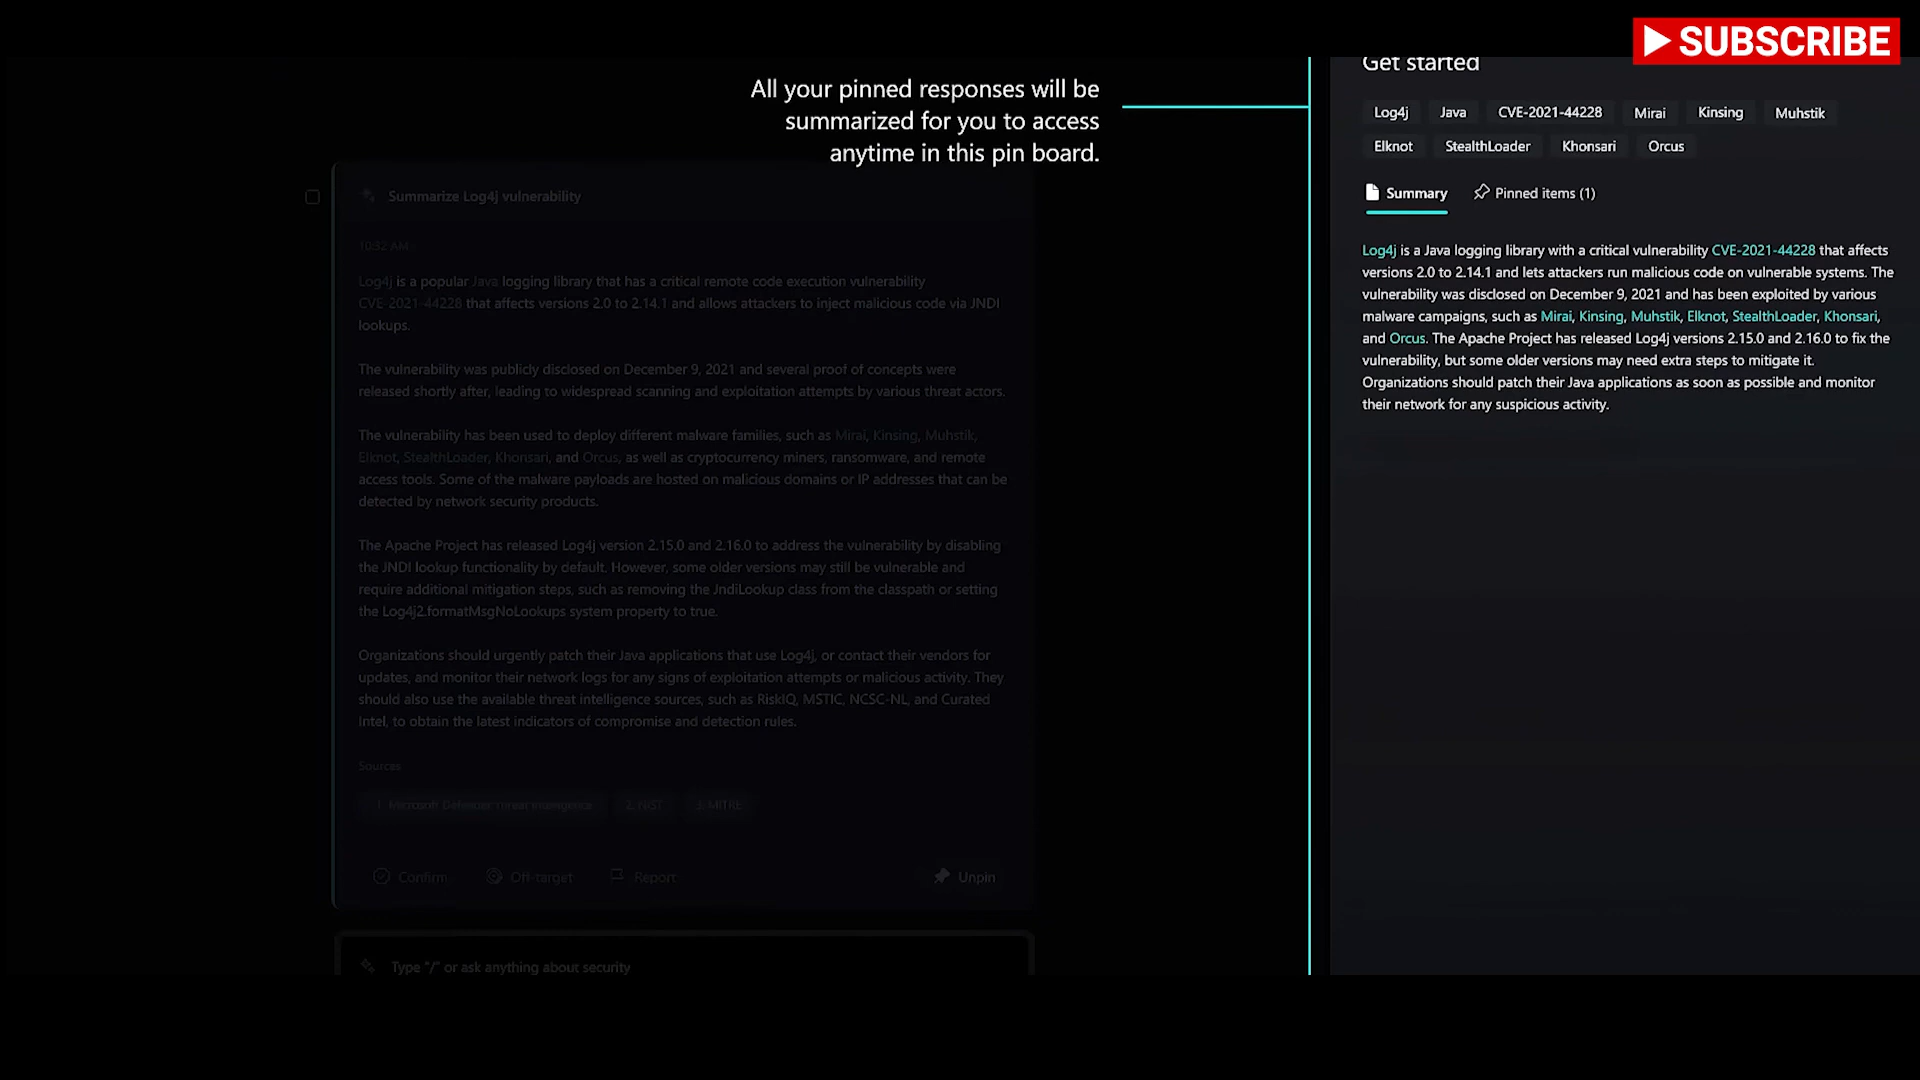 SUBSCRIBE
All your pinned responses will be
summarized for you to access
anytime in this pin board.
Summarize Log4j vulnerability
10:32 AM
Log4j is a popular Java logging library that has a critical remote code execution vulnerability
CVE-2021-44228 that affects versions 2.0 to 2.14.1 and allows attackers to inject malicious code via JNDI
lookups.
The vulnerability was publicly disclosed on December 9, 2021 and several proof of concepts were
released shortly after, leading to widespread scanning and exploitation attempts by various threat actors.
The vulnerability has been used to deploy different malware families, such as Mirai, Kinsing, Muhstik,
Elknot, StealthLoader, Khonsari, and Orcus, as well as cryptocurrency miners, ransomware, and remote
access tools. Some of the malware payloads are hosted on malicious domains or IP addresses that can be
detected by network security products.
The Apache Project has released Log4j version 2.15.0 and 2.16.0 to address the vulnerability by disabling
the JNDI lookup functionality by default. However, some older versions may still be vulnerable and
require additional mitigation steps, such as removing the JndiLookup class from the classpath or setting
the Log4j2.formatMsgNoLookups system property to true.
Organizations should urgently patch their Java applications that use Log4j, or contact their vendors for
updates, and monitor their network logs for any signs of exploitation attempts or malicious activity. They
should also use the available threat intelligence sources, such as RiskIQ, MSTIC, NCSC-NL, and Curated
Intel, to obtain the latest indicators of compromise and detection rules.
Sources
1. Microsoft Defender Threat Intelligence 2. NIST 3. MITRE
Confirm Off-target Report Unpin
Type "/" or ask anything about security
Get started
Log4j Java CVE-2021-44228 Mirai Kinsing Muhstik
Elknot StealthLoader Khonsari Orcus
Summary Pinned items (1)
Log4j is a Java logging library with a critical vulnerability CVE-2021-44228 that affects
versions 2.0 to 2.14.1 and lets attackers run malicious code on vulnerable systems. The
vulnerability was disclosed on December 9, 2021 and has been exploited by various
malware campaigns, such as Mirai, Kinsing, Muhstik, Elknot, StealthLoader, Khonsari,
and Orcus. The Apache Project has released Log4j versions 2.15.0 and 2.16.0 to fix the
vulnerability, but some older versions may need extra steps to mitigate it.
Organizations should patch their Java applications as soon as possible and monitor
their network for any suspicious activity.